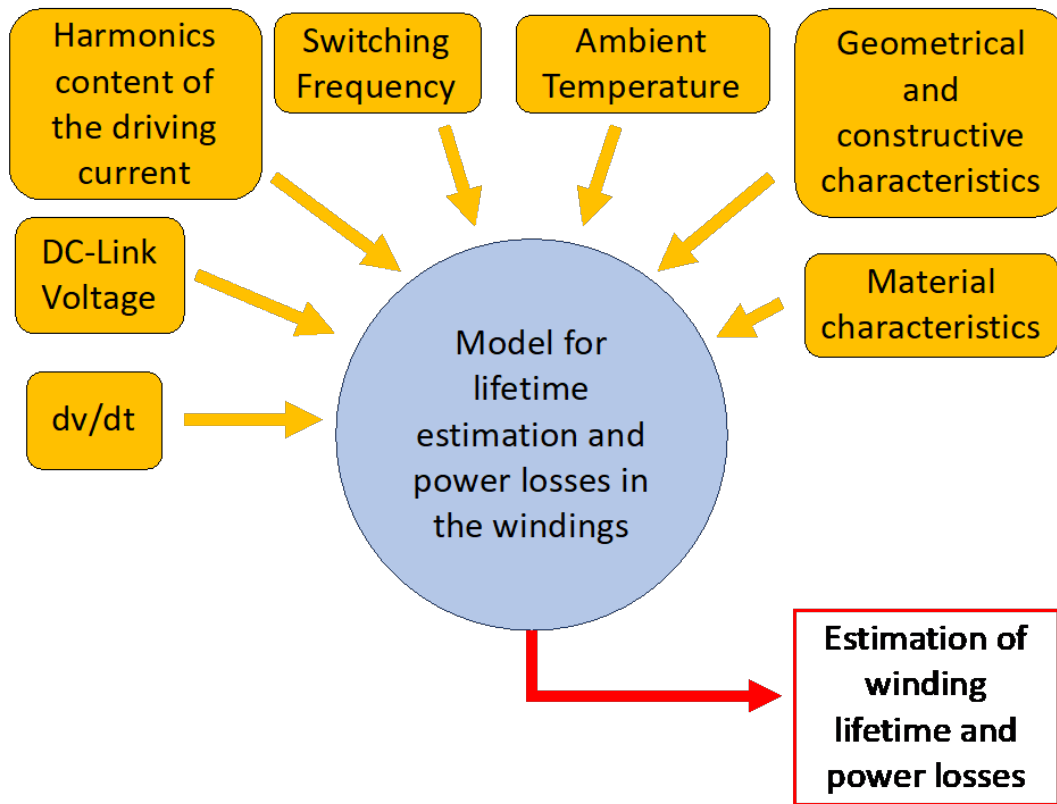 Harmonics
content of
the driving
current
Switching
Frequency
Ambient
Temperature
Geometrical
and
constructive
characteristics
DC-Link
Voltage
Material
characteristics
dv/dt
Model for
lifetime
estimation and
power losses in
the windings
Estimation of
winding
lifetime and
power losses